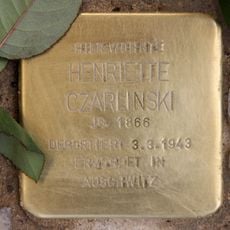 HIER WOHNTE
HENRIETTE
CZARLINSKI
JG. 1866
DEPORTIERT 3.3.1943
ERMORDET IN
AUSCHWITZ